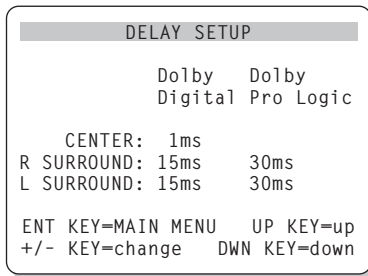 DELAY SETUP
Dolby Dolby
Digital Pro Logic
CENTER: 1ms
R SURROUND: 15ms 30ms
L SURROUND: 15ms 30ms
ENT KEY=MAIN MENU UP KEY=up
+/- KEY=change DWN KEY=down